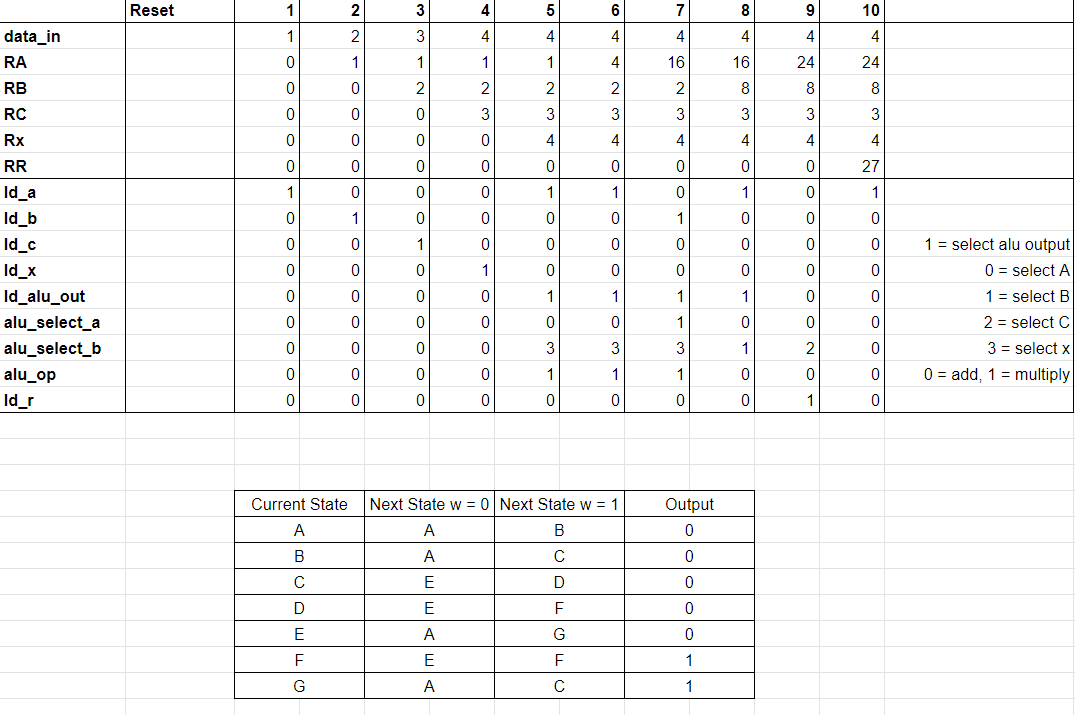 Reset 1 2 3 4 5 6 7 8 9 10
data_in 1 2 3 4 4 4 4 4 4 4
RA 0 1 1 1 1 4 16 16 24 24
RB 0 0 2 2 2 2 2 8 8 8
RC 0 0 0 3 3 3 3 3 3 3
Rx 0 0 0 0 4 4 4 4 4 4
RR 0 0 0 0 0 0 0 0 0 27
ld_a 1 0 0 0 1 1 0 1 0 1
ld_b 0 1 0 0 0 0 1 0 0 0
ld_c 0 0 1 0 0 0 0 0 0 0 1 = select alu output
ld_x 0 0 0 1 0 0 0 0 0 0 0 = select A
ld_alu_out 0 0 0 0 1 1 1 1 0 0 1 = select B
alu_select_a 0 0 0 0 0 0 1 0 0 0 2 = select C
alu_select_b 0 0 0 0 3 3 3 1 2 0 3 = select x
alu_op 0 0 0 0 1 1 1 0 0 0 0 = add, 1 = multiply
ld_r 0 0 0 0 0 0 0 0 1 0
Current State Next State w = 0 Next State w = 1 Output
A A B 0
B A C 0
C E D 0
D E F 0
E A G 0
F E F 1
G A C 1